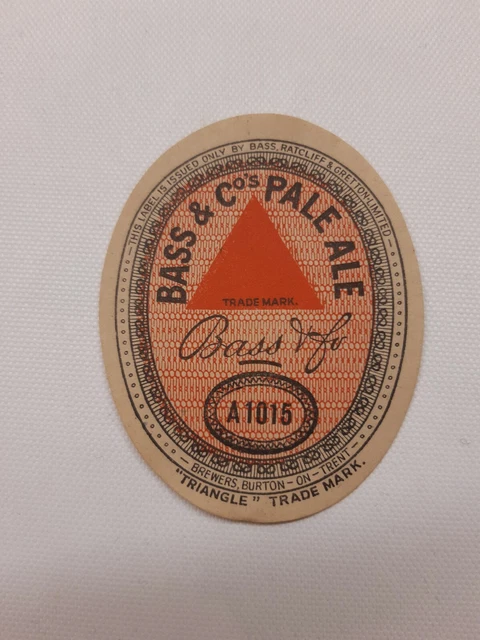 — THIS LABEL IS ISSUED ONLY BY BASS, RATCLIFF & GRETTON LIMITED —
BASS & Co's PALE ALE
TRADE MARK.
Bass & Co
A 1015
— BREWERS, BURTON - ON - TRENT —
"TRIANGLE" TRADE MARK.